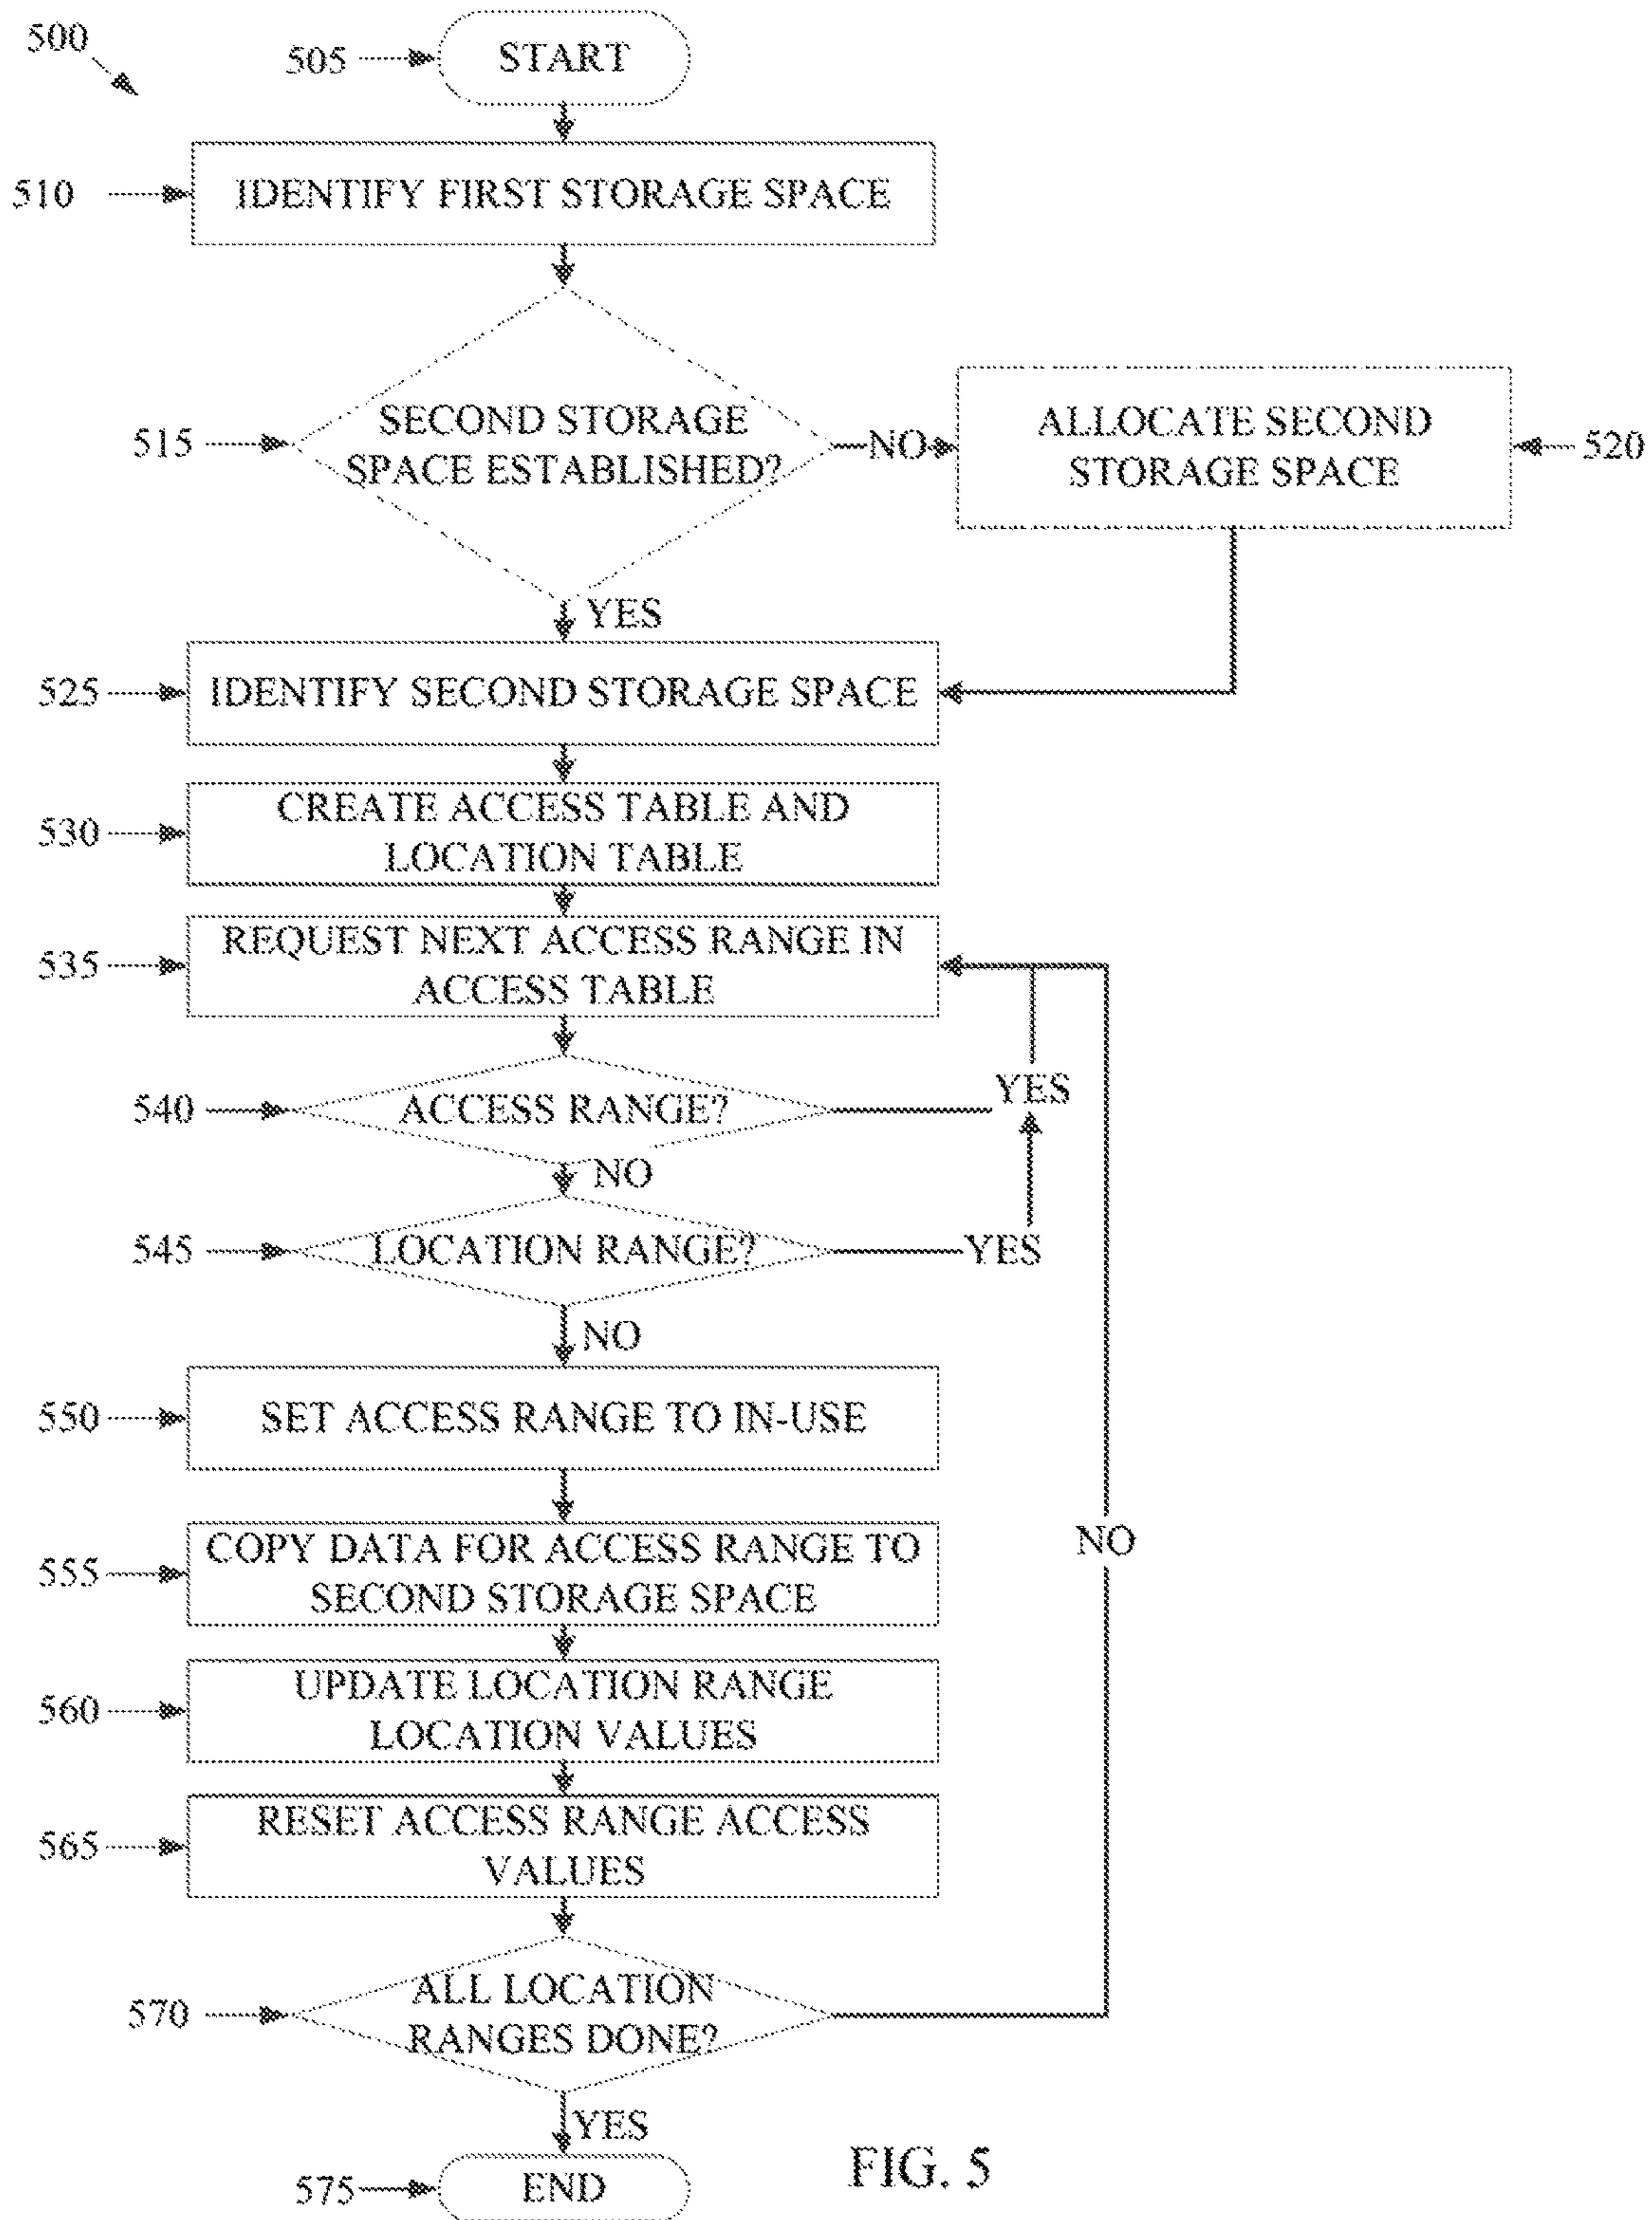 500
505
START
510
IDENTIFY FIRST STORAGE SPACE
515
SECOND STORAGE
SPACE ESTABLISHED?
NO
ALLOCATE SECOND
STORAGE SPACE
520
YES
525
IDENTIFY SECOND STORAGE SPACE
530
CREATE ACCESS TABLE AND
LOCATION TABLE
535
REQUEST NEXT ACCESS RANGE IN
ACCESS TABLE
540
ACCESS RANGE?
YES
NO
545
LOCATION RANGE?
YES
NO
550
SET ACCESS RANGE TO IN-USE
555
COPY DATA FOR ACCESS RANGE TO
SECOND STORAGE SPACE
NO
560
UPDATE LOCATION RANGE
LOCATION VALUES
565
RESET ACCESS RANGE ACCESS
VALUES
570
ALL LOCATION
RANGES DONE?
YES
575
END
FIG. 5